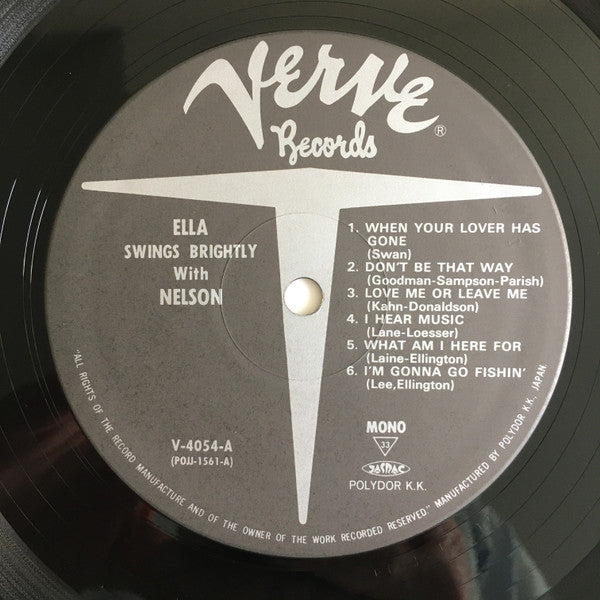 Verve
Records ®
ELLA
SWINGS BRIGHTLY
With
NELSON
1. WHEN YOUR LOVER HAS
GONE
(Swan)
2. DON'T BE THAT WAY
(Goodman-Sampson-Parish)
3. LOVE ME OR LEAVE ME
(Kahn-Donaldson)
4. I HEAR MUSIC
(Lane-Loesser)
5. WHAT AM I HERE FOR
(Laine-Ellington)
6. I'M GONNA GO FISHIN'
(Lee,Ellington)
V-4054-A
(POJJ-1561-A)
MONO
33
JASRAC
POLYDOR K.K.
"ALL RIGHTS OF THE RECORD MANUFACTURE AND OF THE OWNER OF THE WORK RECORDED RESERVED" MANUFACTURED BY POLYDOR K.K., JAPAN